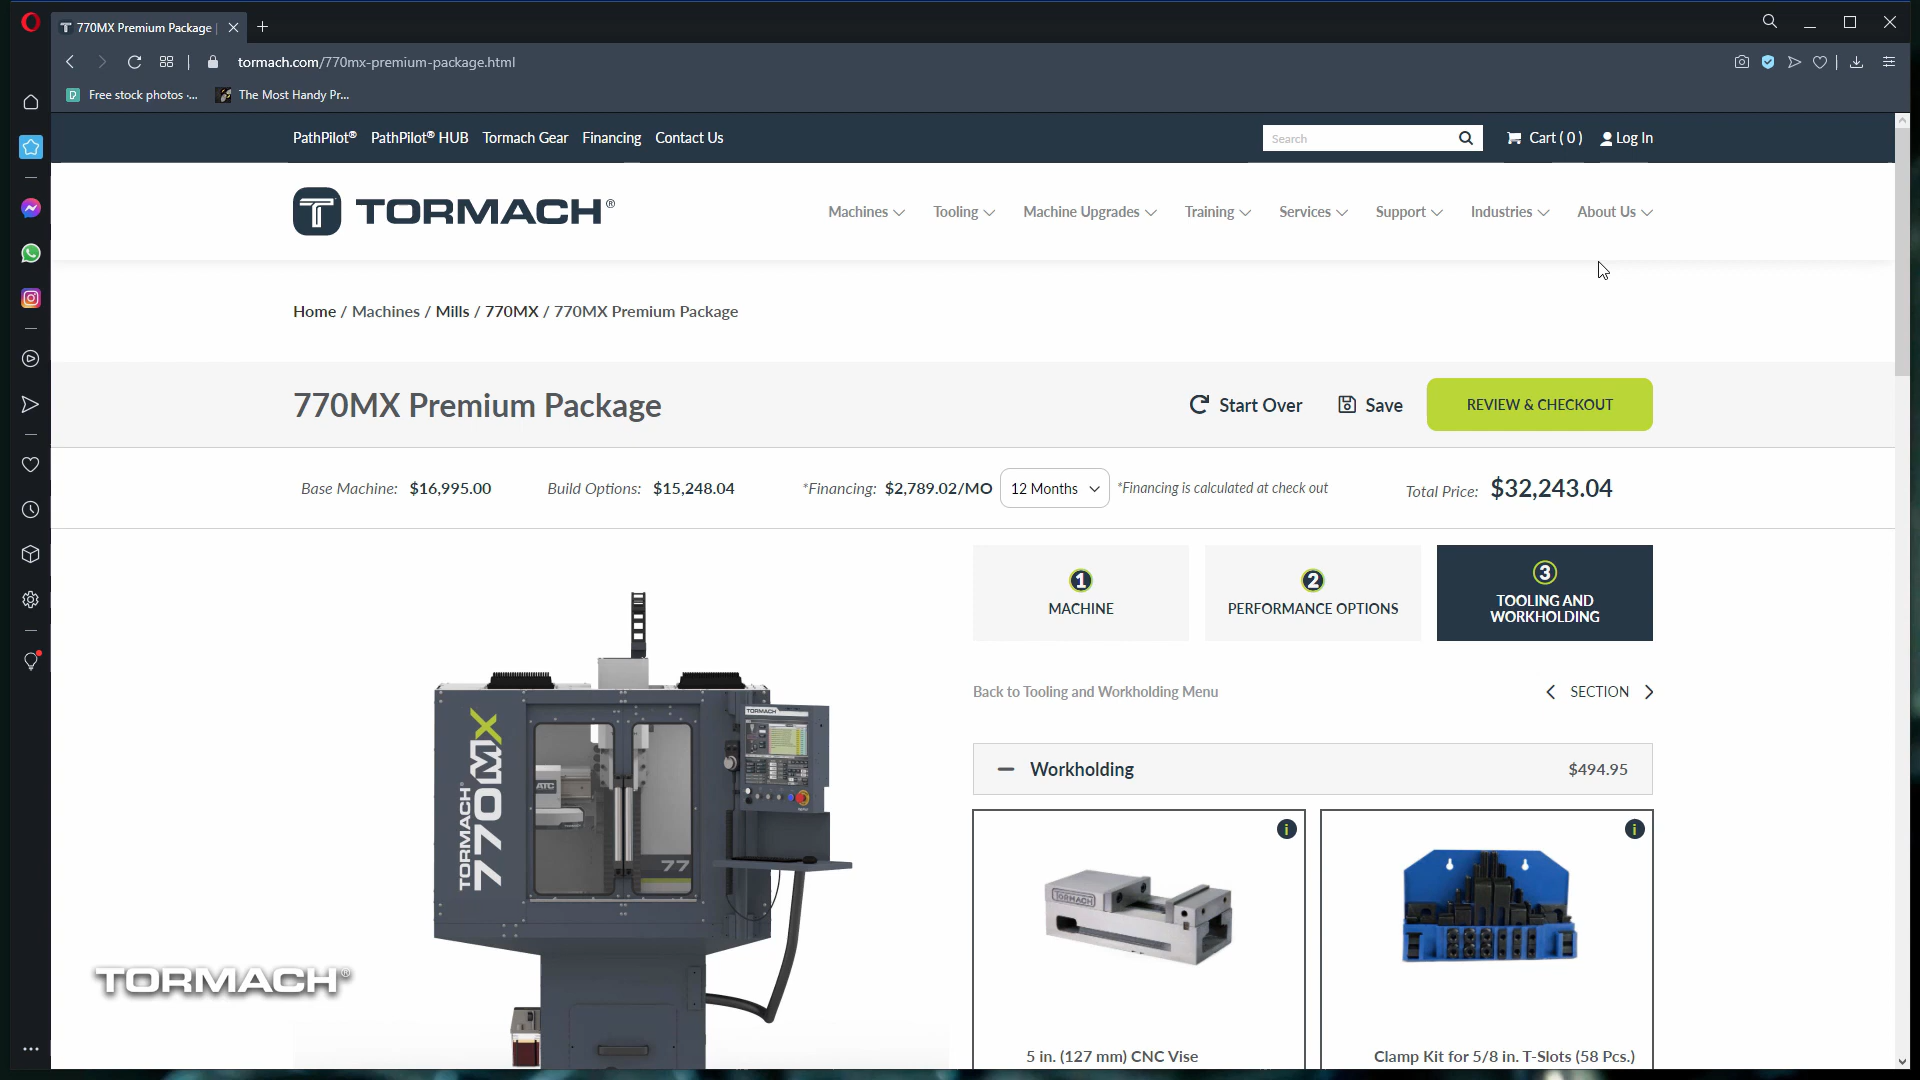 770MX Premium Package |
tormach.com/770mx-premium-package.html
Free stock photos ·...
The Most Handy Pr...
PathPilot® PathPilot® HUB Tormach Gear Financing Contact Us
Search
Cart ( 0 )
Log In
TORMACH®
Machines Tooling Machine Upgrades Training Services Support Industries About Us
Home / Machines / Mills / 770MX / 770MX Premium Package
770MX Premium Package
Start Over
Save
REVIEW & CHECKOUT
Base Machine: $16,995.00
Build Options: $15,248.04
*Financing: $2,789.02/MO
12 Months
*Financing is calculated at check out
Total Price: $32,243.04
1
MACHINE
2
PERFORMANCE OPTIONS
3
TOOLING AND
WORKHOLDING
Back to Tooling and Workholding Menu
SECTION
Workholding
$494.95
TORMACH
770MX
ATC
TORMACH
77
TORMACH
i
i
5 in. (127 mm) CNC Vise
Clamp Kit for 5/8 in. T-Slots (58 Pcs.)
TORMACH®